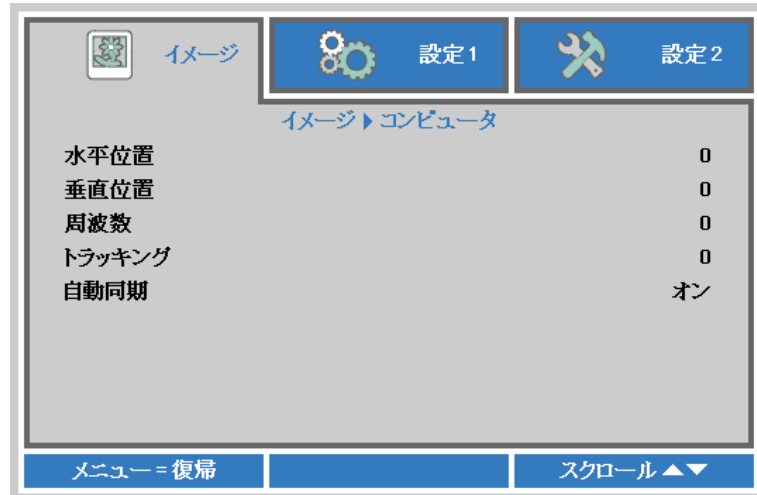 イメージ
設定1
設定2
イメージ▶コンピュータ
水平位置 0
垂直位置 0
周波数 0
トラッキング 0
自動同期 オン
メニュー=復帰
スクロール▲▼